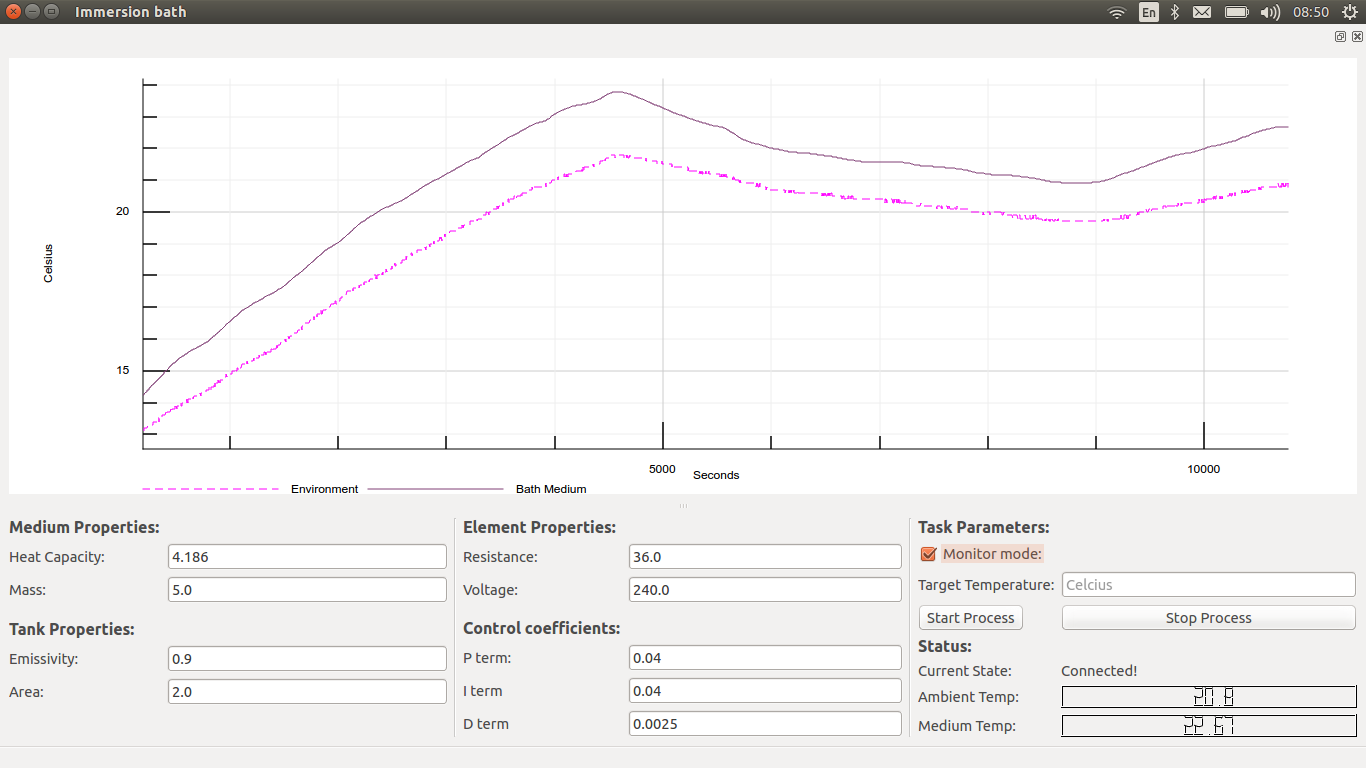 Immersion bath
En
08:50
20
15
Celsius
5000
10000
Seconds
Environment
Bath Medium
Medium Properties:
Heat Capacity:
4.186
Mass:
5.0
Tank Properties:
Emissivity:
0.9
Area:
2.0
Element Properties:
Resistance:
36.0
Voltage:
240.0
Control coefficients:
P term:
0.04
I term
0.04
D term
0.0025
Task Parameters:
Monitor mode:
Target Temperature:
Celcius
Start Process
Stop Process
Status:
Current State:
Connected!
Ambient Temp:
20.8
Medium Temp:
22.67